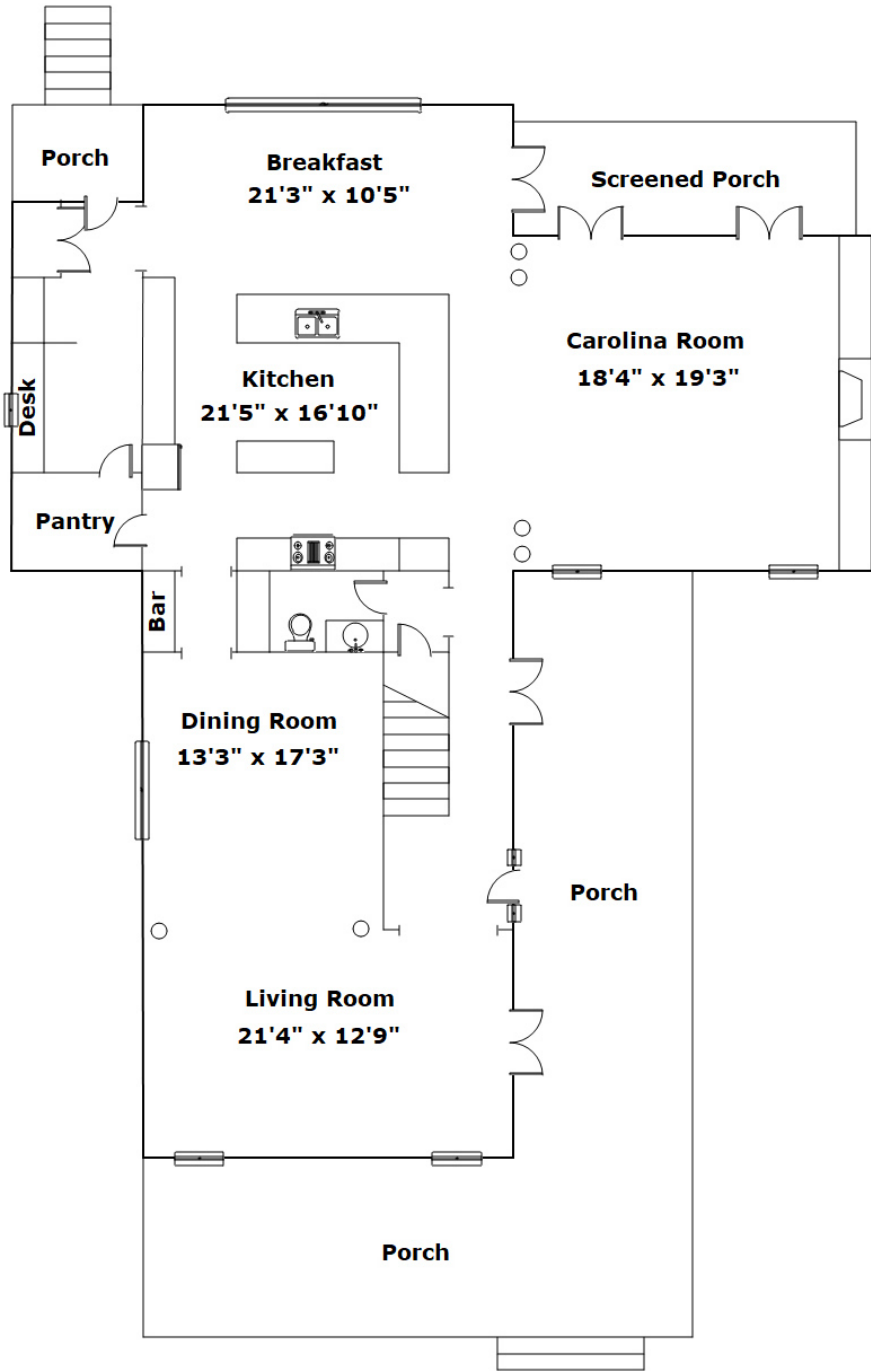 Porch
Breakfast
21'3" x 10'5"
Screened Porch
Carolina Room
18'4" x 19'3"
Kitchen
21'5" x 16'10"
Desk
Pantry
Bar
Dining Room
13'3" x 17'3"
Porch
Living Room
21'4" x 12'9"
Porch